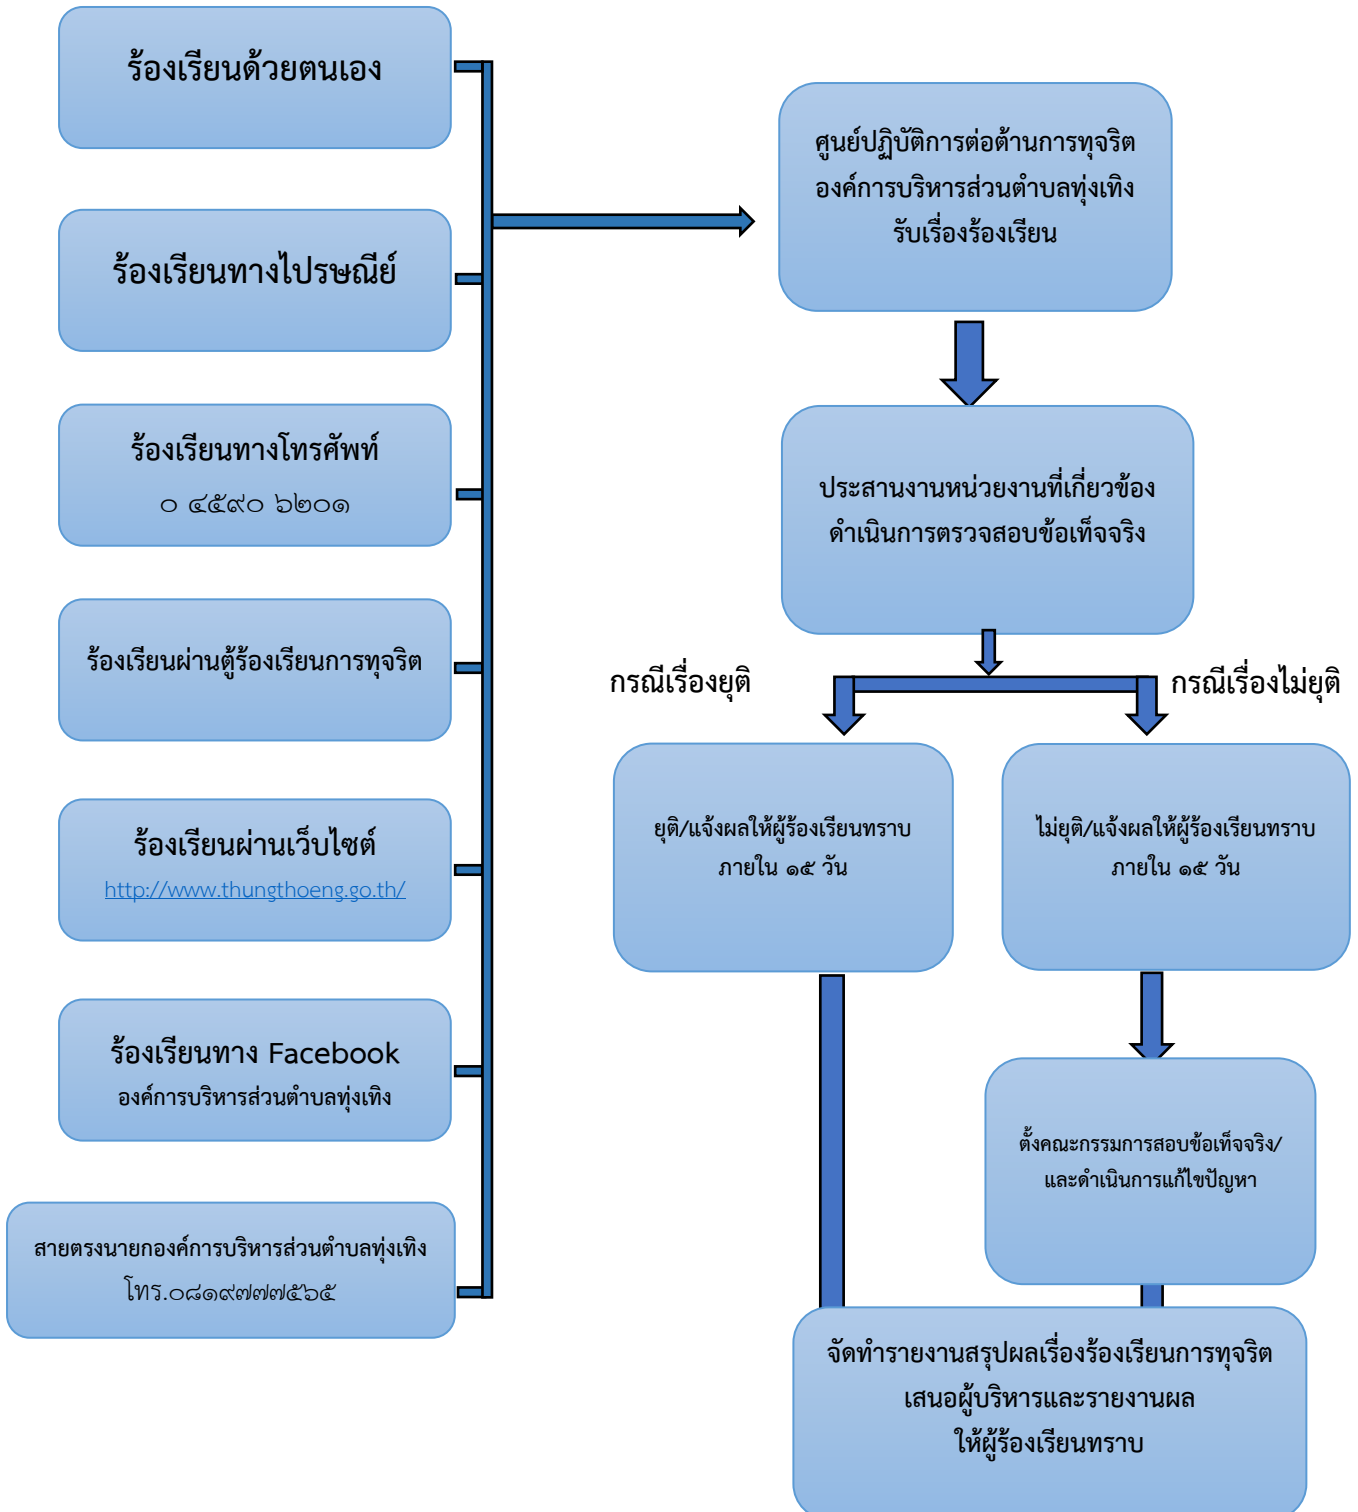 ร้องเรียนด้วยตนเอง
ร้องเรียนทางไปรษณีย์
ร้องเรียนทางโทรศัพท์
๐ ๔๕๙๐ ๖๒๐๑
ร้องเรียนผ่านตู้ร้องเรียนการทุจริต
ร้องเรียนผ่านเว็บไซต์
http://www.thungthoeng.go.th/
ร้องเรียนทาง Facebook
องค์การบริหารส่วนตำบลทุ่งเทิง
สายตรงนายกองค์การบริหารส่วนตำบลทุ่งเทิง
โทร.๐๘๑๙๗๗๗๕๖๕
ศูนย์ปฏิบัติการต่อต้านการทุจริต
องค์การบริหารส่วนตำบลทุ่งเทิง
รับเรื่องร้องเรียน
ประสานงานหน่วยงานที่เกี่ยวข้อง
ดำเนินการตรวจสอบข้อเท็จจริง
กรณีเรื่องยุติ
กรณีเรื่องไม่ยุติ
ยุติ/แจ้งผลให้ผู้ร้องเรียนทราบ
ภายใน ๑๕ วัน
ไม่ยุติ/แจ้งผลให้ผู้ร้องเรียนทราบ
ภายใน ๑๕ วัน
ตั้งคณะกรรมการสอบข้อเท็จจริง/
และดำเนินการแก้ไขปัญหา
จัดทำรายงานสรุปผลเรื่องร้องเรียนการทุจริต
เสนอผู้บริหารและรายงานผล
ให้ผู้ร้องเรียนทราบ